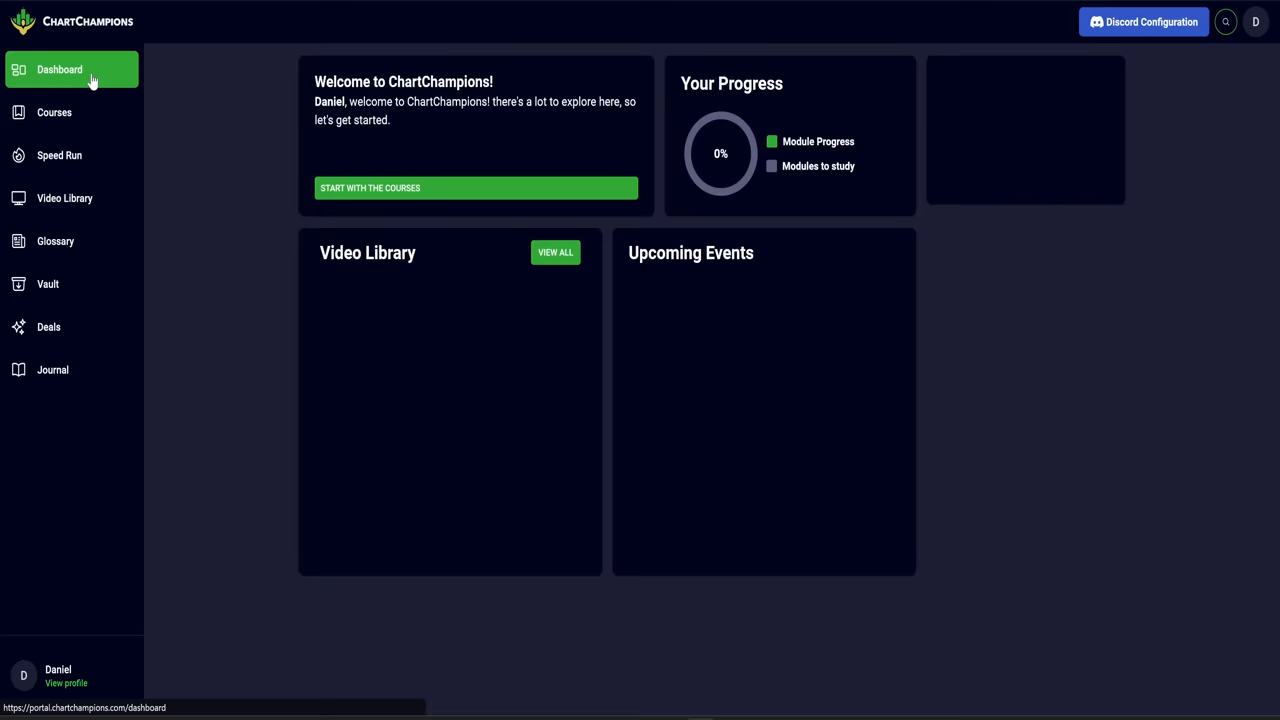 CHARTCHAMPIONS
Discord Configuration
D
Dashboard
Courses
Speed Run
Video Library
Glossary
Vault
Deals
Journal
Welcome to ChartChampions!
Daniel, welcome to ChartChampions! there's a lot to explore here, so
let's get started.
START WITH THE COURSES
Your Progress
0%
Module Progress
Modules to study
Video Library
VIEW ALL
Upcoming Events
D
Daniel
View profile
https://portal.chartchampions.com/dashboard